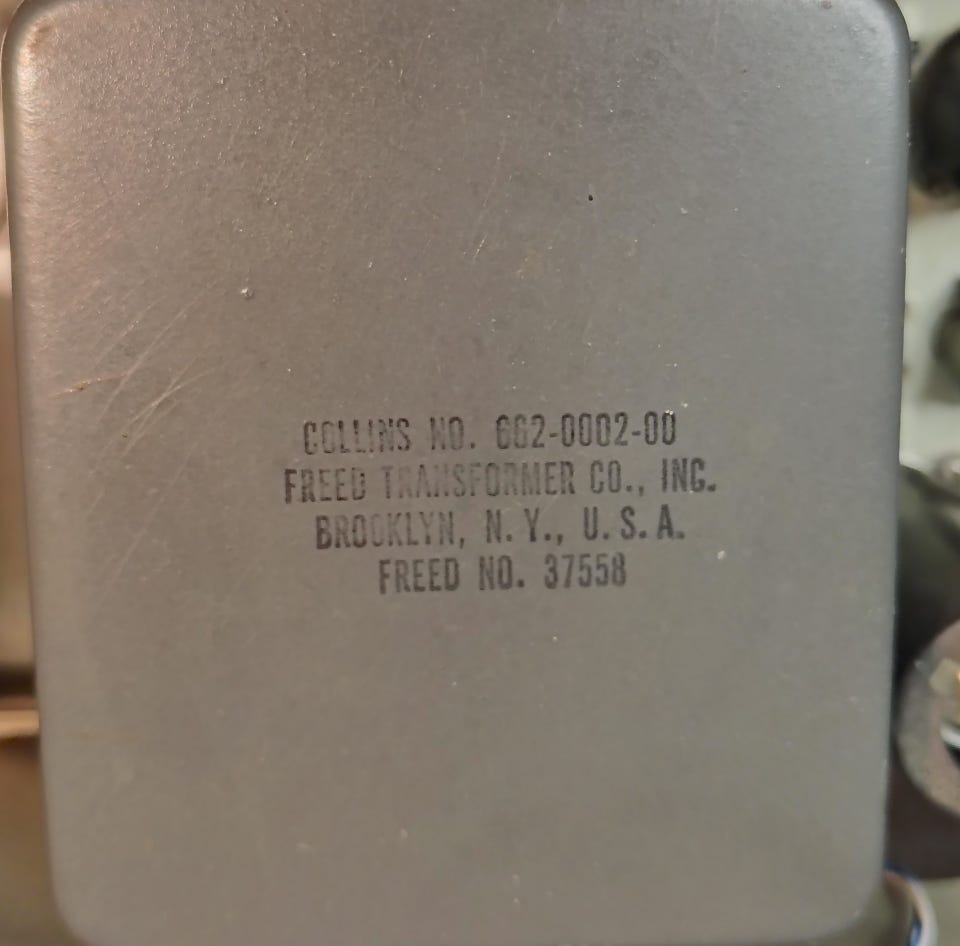 COLLINS NO. 662-0002-00
FREED TRANSFORMER CO., INC.
BROOKLYN, N. Y., U. S. A.
FREED NO. 37558